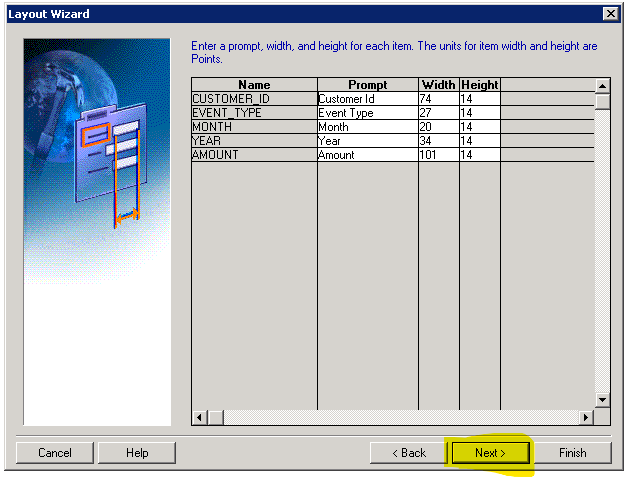 Layout Wizard
Enter a prompt, width, and height for each item. The units for item width and height are
Points.
Name Prompt Width Height
CUSTOMER_ID Customer Id 74 14
EVENT_TYPE Event Type 27 14
MONTH Month 20 14
YEAR Year 34 14
AMOUNT Amount 101 14
Cancel Help < Back Next > Finish